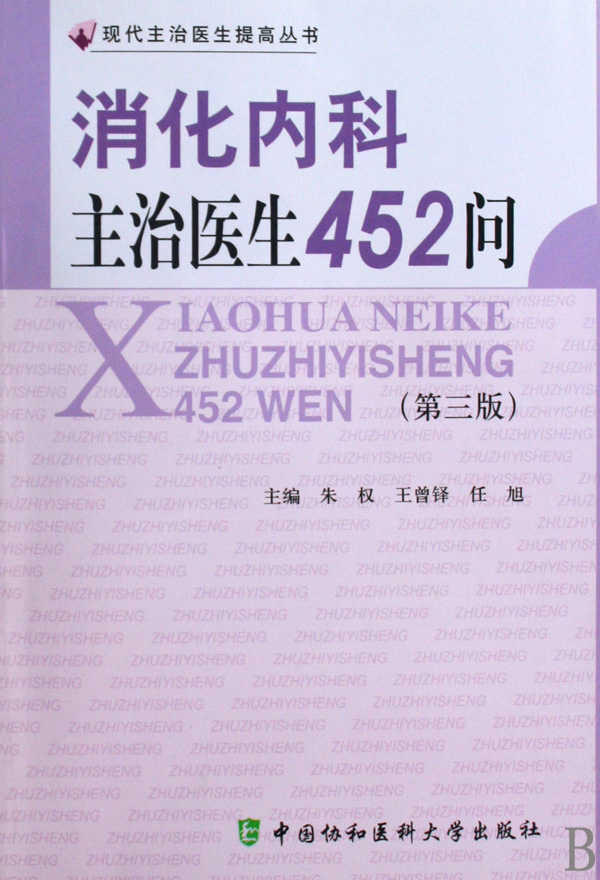 现代主治医生提高丛书
消化内科
主治医生452问
XIAOHUA NEIKE
ZHUZHIYISHENG
452 WEN
(第三版)
主编 朱 权 王曾铎 任 旭
中国协和医科大学出版社
B